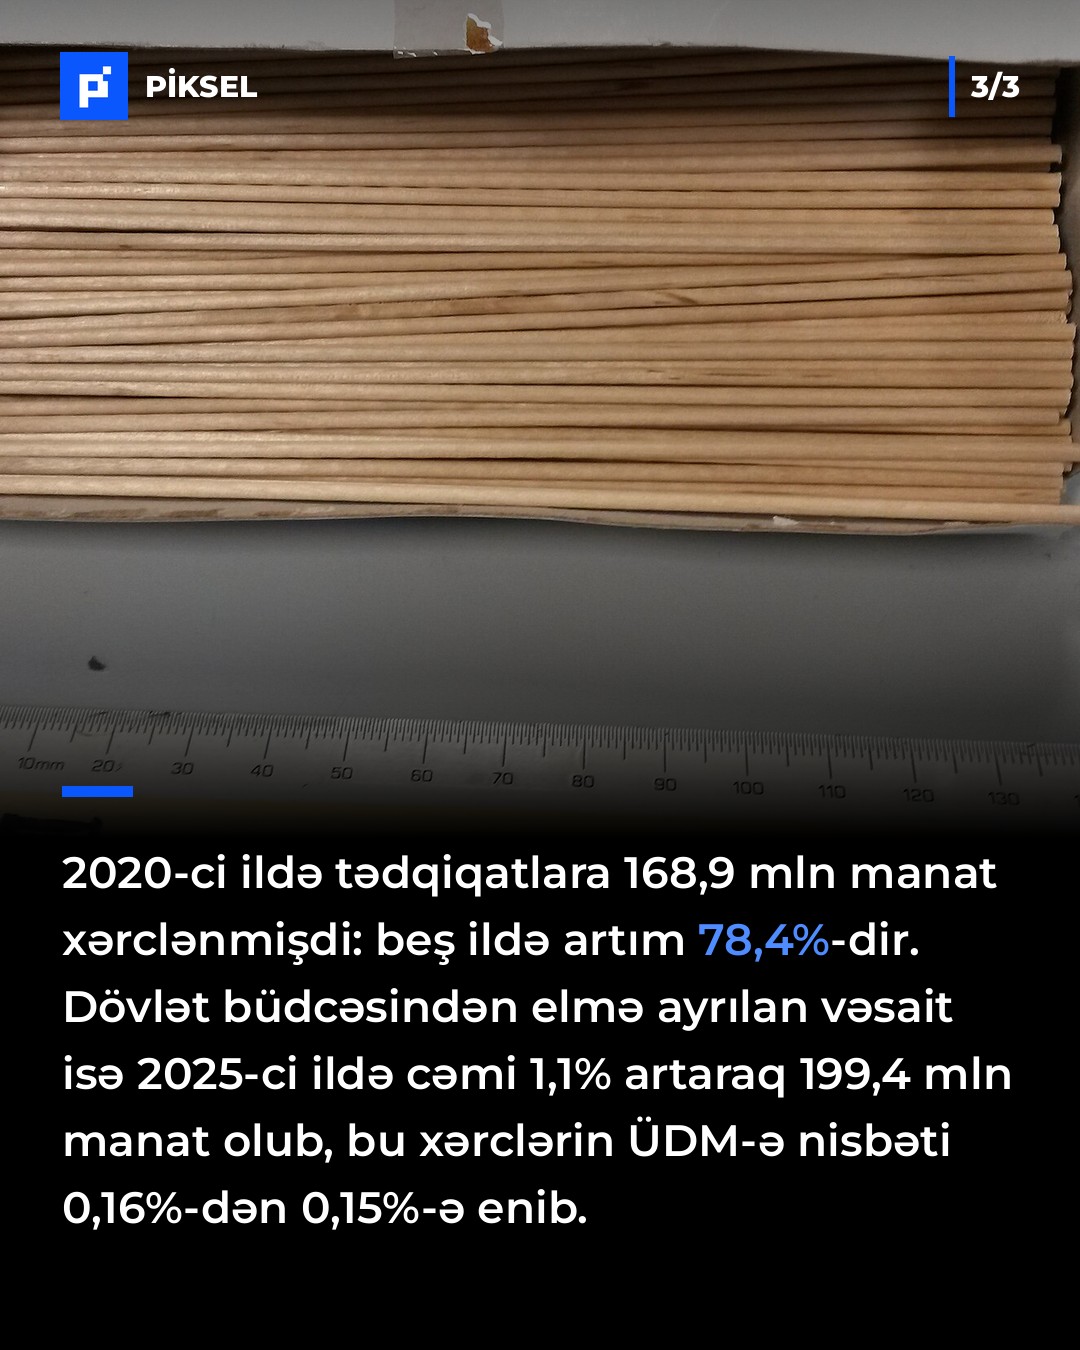 PİKSEL
3/3
10mm 20 30 40 50 60 70 80 90 100 110 120 130
2020-ci ildə tədqiqatlara 168,9 mln manat
xərclənmişdi: beş ildə artım 78,4%-dir.
Dövlət büdcəsindən elmə ayrılan vəsait
isə 2025-ci ildə cəmi 1,1% artaraq 199,4 mln
manat olub, bu xərclərin ÜDM-ə nisbəti
0,16%-dən 0,15%-ə enib.